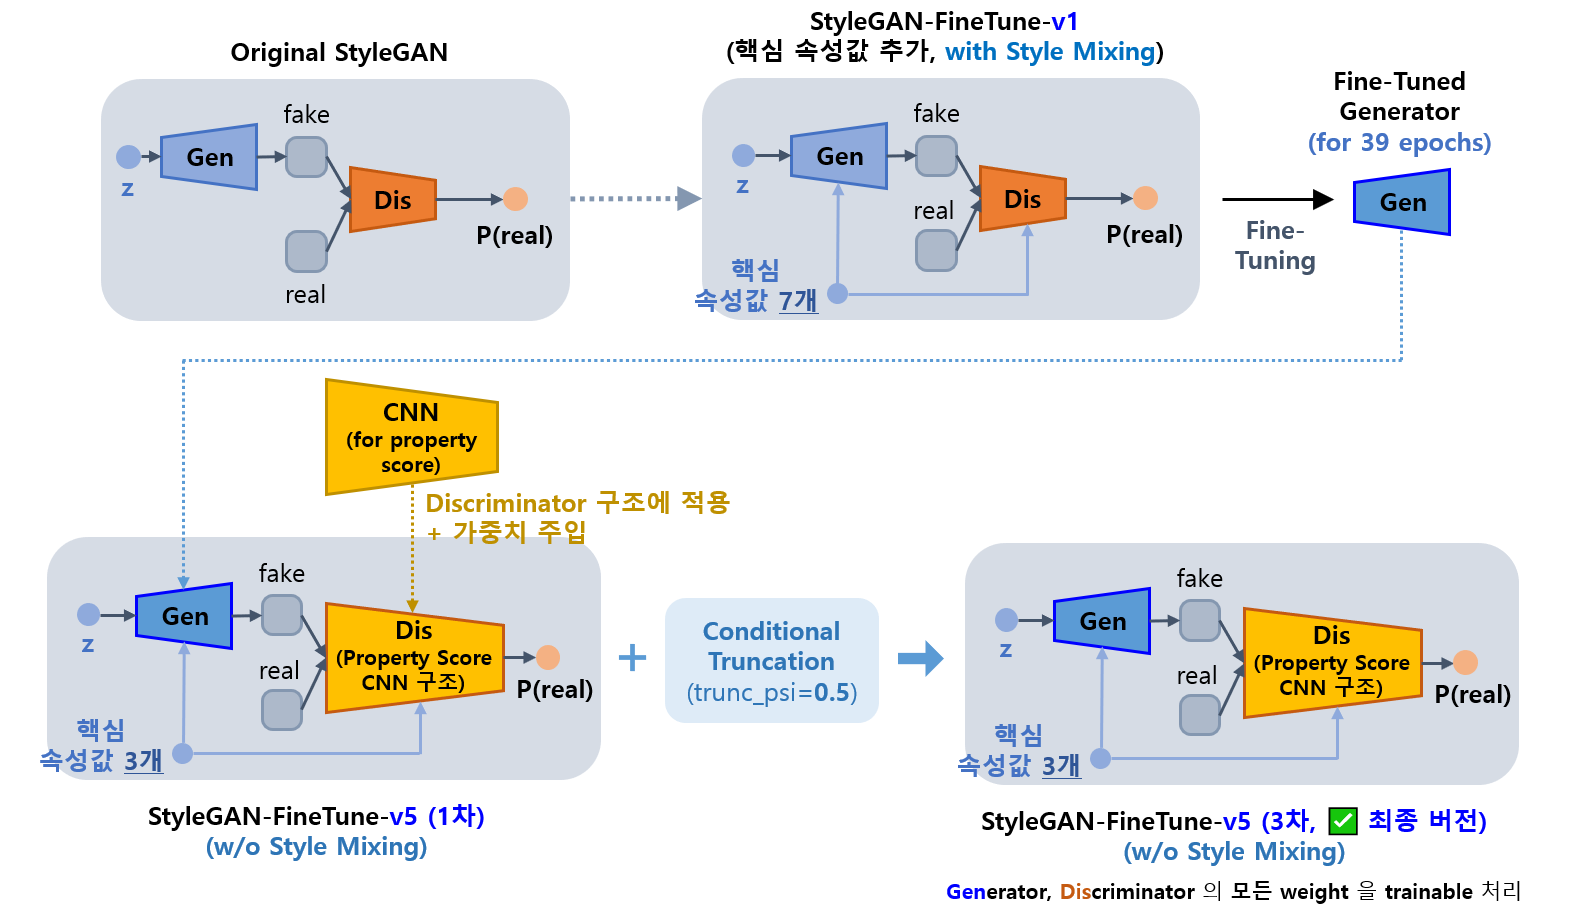 Original StyleGAN
fake
Gen
z
Dis
P(real)
real
StyleGAN-FineTune-v1
(핵심 속성값 추가, with Style Mixing)
fake
Gen
z
real
Dis
P(real)
핵심
속성값 7개
Fine-Tuned
Generator
(for 39 epochs)
Gen
Fine-
Tuning
CNN
(for property
score)
Discriminator 구조에 적용
+ 가중치 주입
fake
Gen
z
real
Dis
(Property Score
CNN 구조)
P(real)
핵심
속성값 3개
StyleGAN-FineTune-v5 (1차)
(w/o Style Mixing)
+
Conditional
Truncation
(trunc_psi=0.5)
fake
Gen
z
real
Dis
(Property Score
CNN 구조)
P(real)
핵심
속성값 3개
StyleGAN-FineTune-v5 (3차, ✅ 최종 버전)
(w/o Style Mixing)
Generator, Discriminator 의 모든 weight 을 trainable 처리